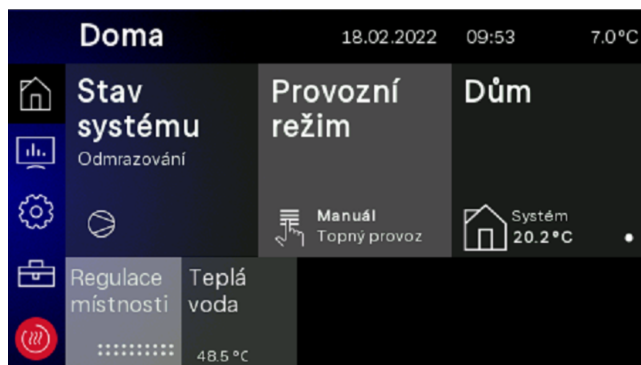 Doma 18.02.2022 09:53 7.0°C
Stav
systému
Odmrazování
Provozní
režim
Manuál
Topný provoz
Dům
Systém
20.2°C
Regulace
místnosti
Teplá
voda
48.5°C